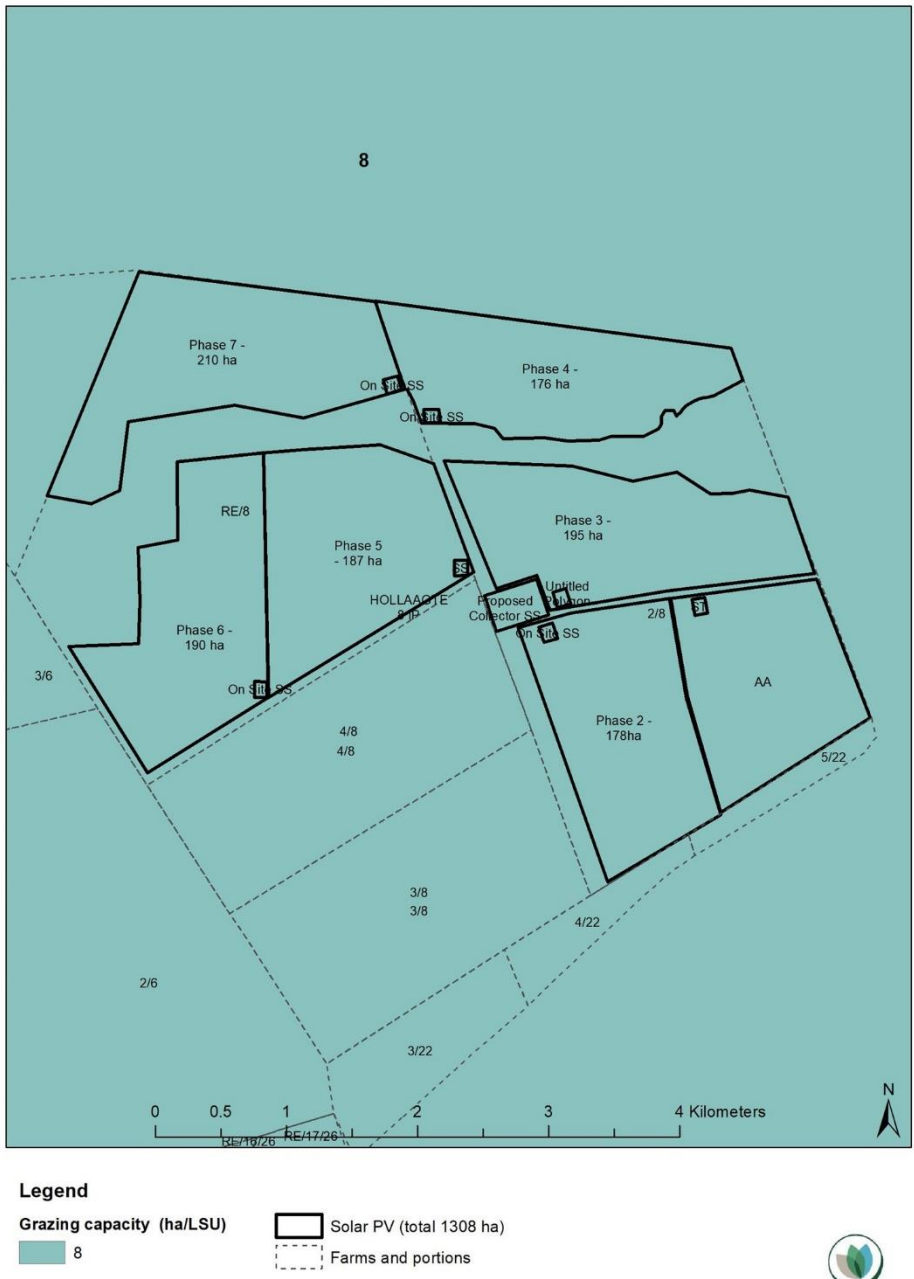 8
Phase 7 -
210 ha
Phase 4 -
176 ha
On Site SS
On Site SS
RE/8
Phase 3 -
195 ha
Phase 5
- 187 ha
SS
Untitled
Polygon
HOLLAAGTE
8 IP
Proposed
Collector SS
2/8
ST
Phase 6 -
190 ha
On Site SS
3/6
On Site SS
AA
Phase 2 -
178ha
4/8
4/8
5/22
3/8
3/8
4/22
2/6
3/22
N
0 0.5 1 2 3 4 Kilometers
RE/16/26
RE/17/26
Legend
Grazing capacity (ha/LSU)
8
Solar PV (total 1308 ha)
Farms and portions